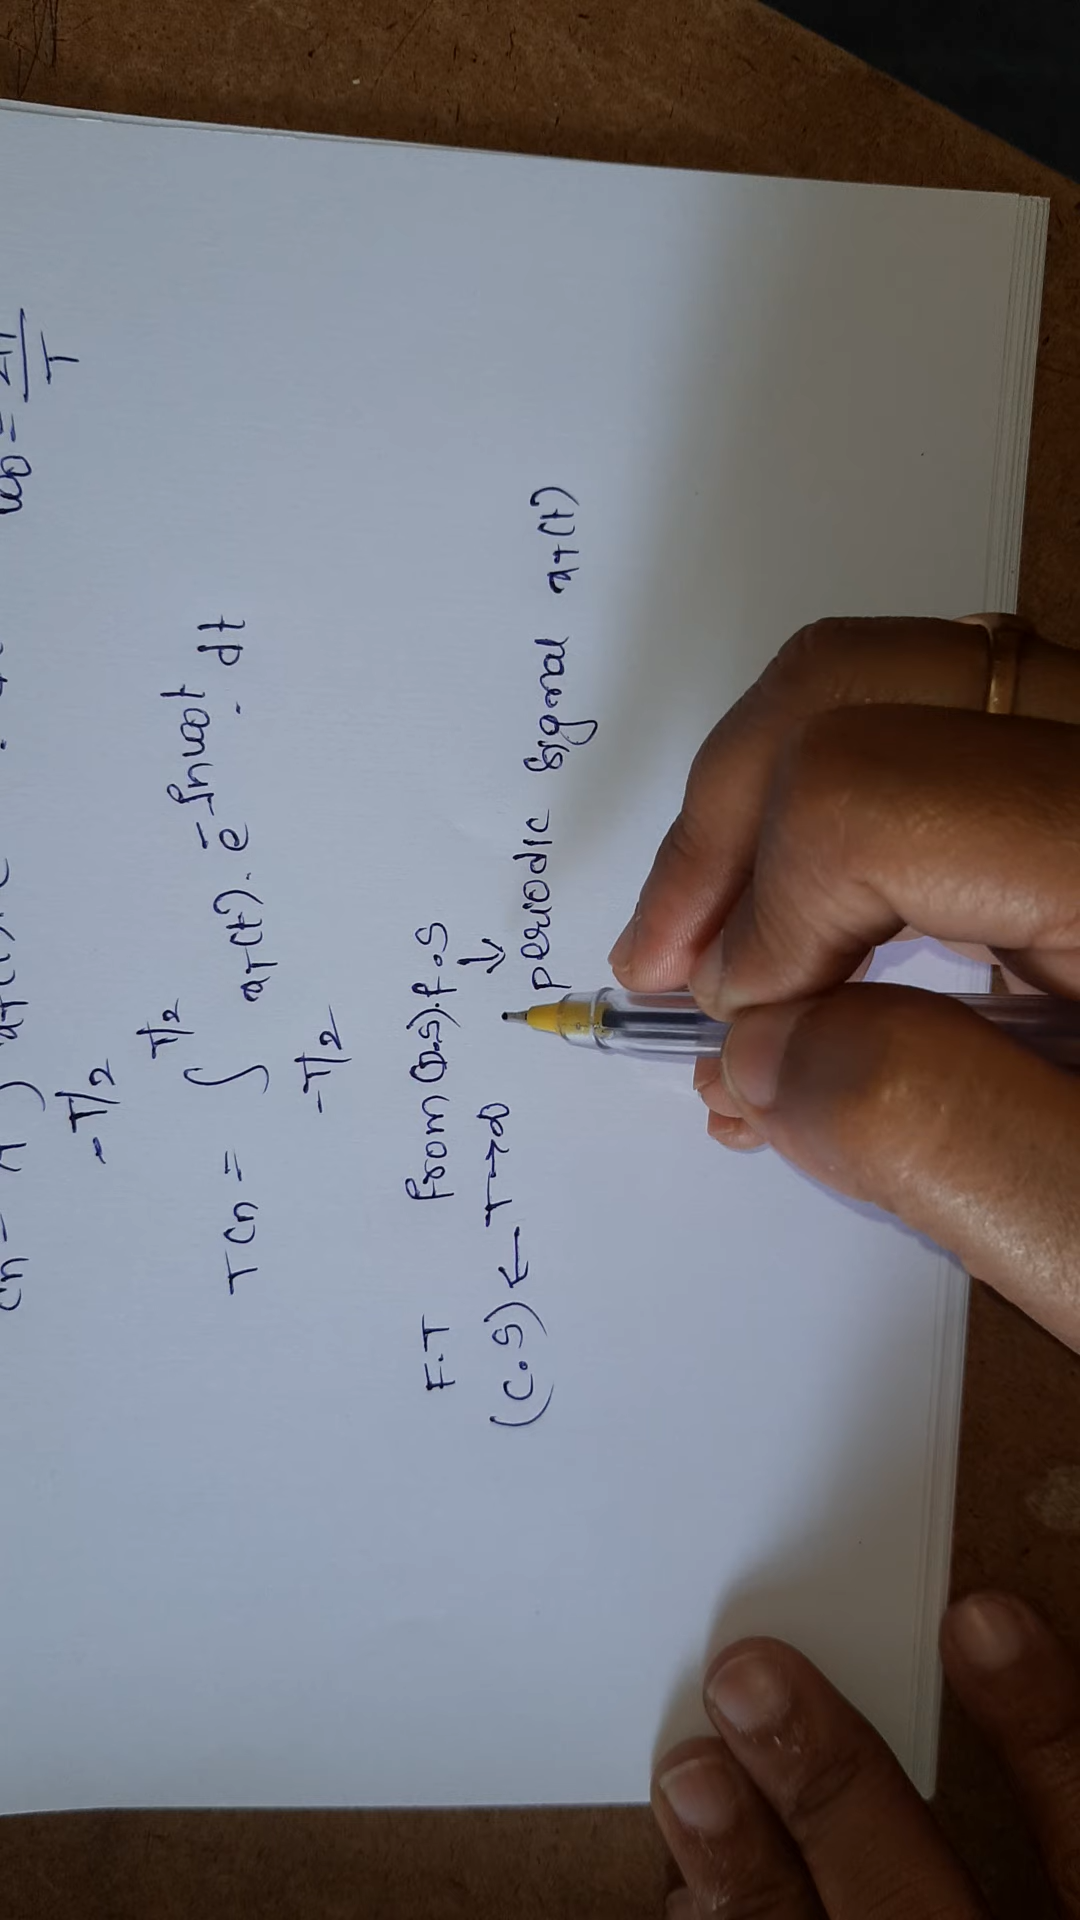 ω0 = 2π/T
-T/2
TCn = ∫ xT(t). e^-jnω0t . dt
T/2
-T/2
F.T from (D.S). F.S
(C.S) ← T→∞ ↓
periodic signal xT(t)